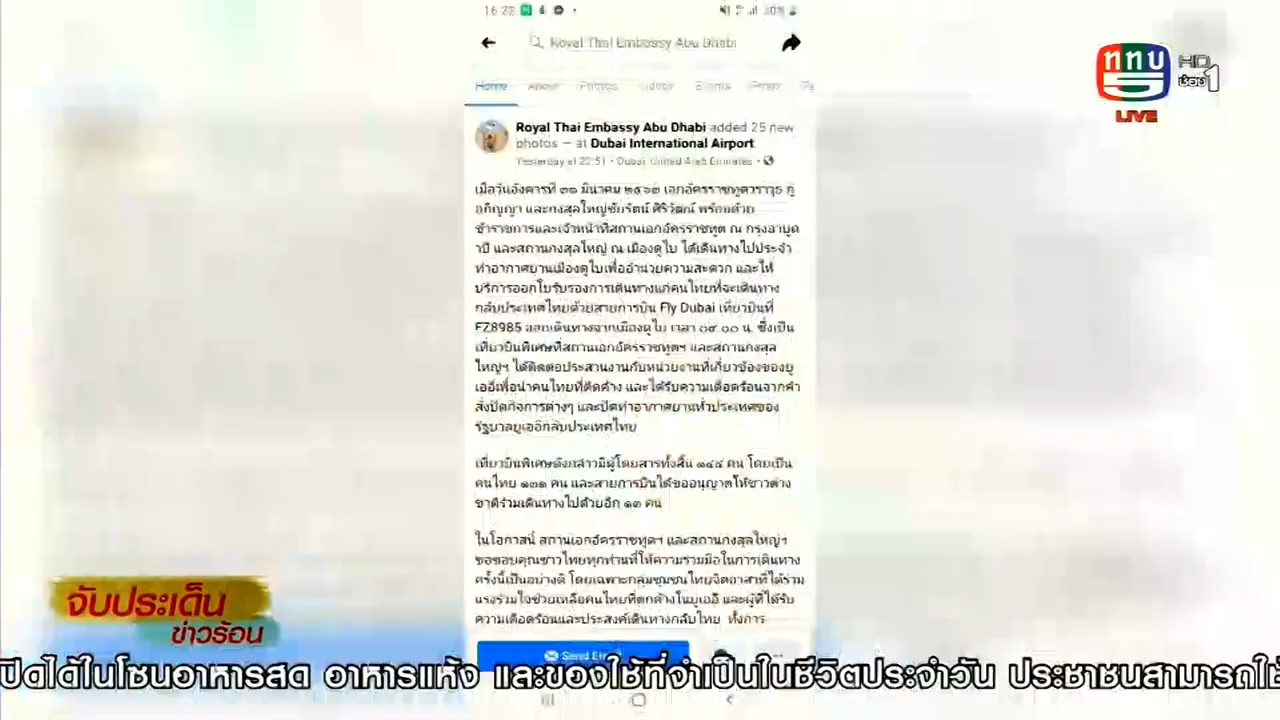 16:22
Royal Thai Embassy Abu Dhabi
Home About Photos Videos Events Posts
ททบ 5 HD
ช่อง 1
LIVE
Royal Thai Embassy Abu Dhabi added 25 new
photos — at Dubai International Airport
Yesterday at 22:51 · Dubai, United Arab Emirates ·
เมื่อวันอังคารที่ ๓๑ มีนาคม ๒๕๖๓ เอกอัครราชทูตวราวุธ ภู่
อภิญญา และกงสุลใหญ่ชัยรัตน์ ศิริวัฒน์ พร้อมด้วย
ข้าราชการและเจ้าหน้าที่สถานเอกอัครราชทูต ณ กรุงอาบูด
าบี และสถานกงสุลใหญ่ ณ เมืองดูไบ ได้เดินทางไปประจำ
ท่าอากาศยานเมืองดูไบเพื่ออำนวยความสะดวก และให้
บริการออกใบรับรองการเดินทางแก่คนไทยที่จะเดินทาง
กลับประเทศไทยด้วยสายการบิน Fly Dubai เที่ยวบินที่
FZ8985 ออกเดินทางจากเมืองดูไบ เวลา ๐๙.๐๐ น. ซึ่งเป็น
เที่ยวบินพิเศษที่สถานเอกอัครราชทูตฯ และสถานกงสุล
ใหญ่ฯ ได้ติดต่อประสานงานกับหน่วยงานที่เกี่ยวข้องของยู
เออีเพื่อนำคนไทยที่ติดค้าง และได้รับความเดือดร้อนจากคำ
สั่งปิดกิจการต่างๆ และปิดท่าอากาศยานทั่วประเทศของ
รัฐบาลยูเออีกลับประเทศไทย
เที่ยวบินพิเศษดังกล่าวมีผู้โดยสารทั้งสิ้น ๑๔๔ คน โดยเป็น
คนไทย ๑๓๑ คน และสายการบินได้ขออนุญาตให้ชาวต่าง
ชาติร่วมเดินทางไปด้วยอีก ๑๓ คน
ในโอกาสนี้ สถานเอกอัครราชทูตฯ และสถานกงสุลใหญ่ฯ
ขอขอบคุณชาวไทยทุกท่านที่ให้ความร่วมมือในการเดินทาง
ครั้งนี้เป็นอย่างดี โดยเฉพาะกลุ่มชุมชนไทยจิตอาสาที่ได้ร่วม
แรงร่วมใจช่วยเหลือคนไทยที่ตกค้างในยูเออี และผู้ที่ได้รับ
ความเดือดร้อนและประสงค์เดินทางกลับไทย ทั้งการ
Send Email
จับประเด็น
ข่าวร้อน
ปิดได้ในโซนอาหารสด อาหารแห้ง และของใช้ที่จำเป็นในชีวิตประจำวัน ประชาชนสามารถใช้